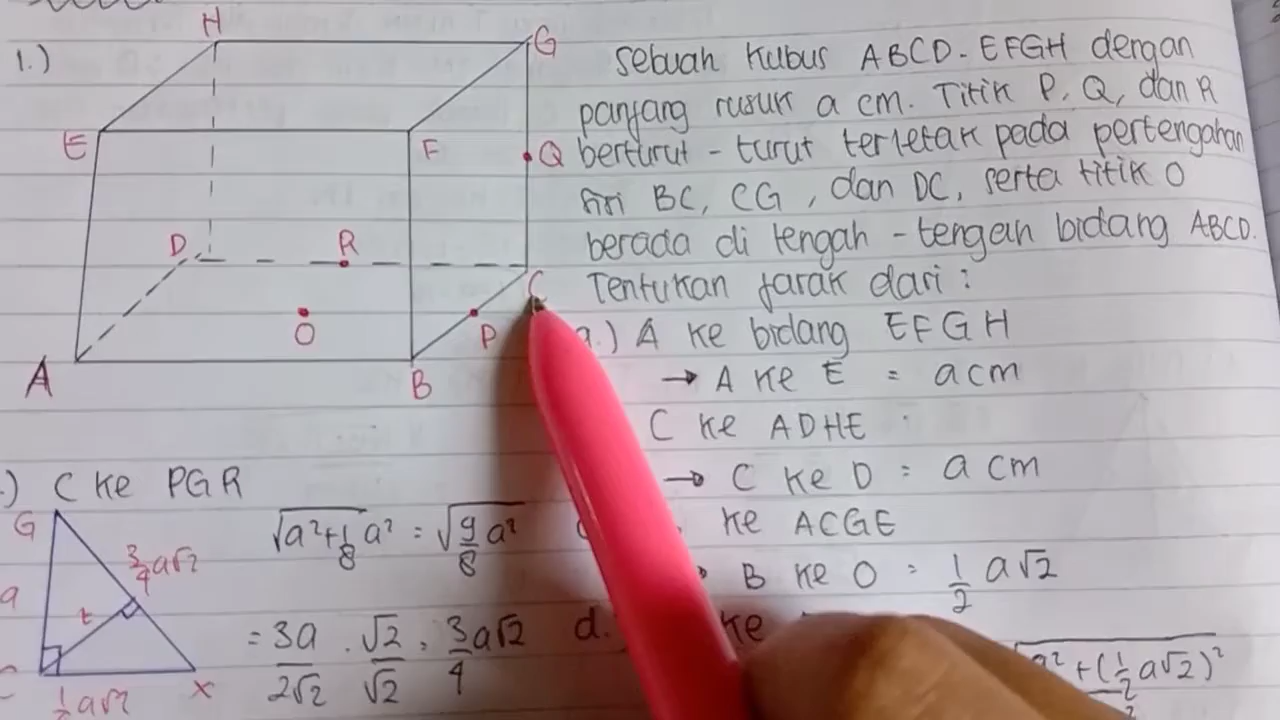 1.)
H
G
E
F
Q
D
R
O
P
C
A
B
Sebuah Kubus ABCD.EFGH dengan
panjang rusuk a cm. Titik P, Q, dan R
berturut-turut terletak pada pertengahan
sisi BC, CG, dan DC, serta titik O
berada di tengah-tengah bidang ABCD.
Tentukan jarak dari:
a.) A ke bidang EFGH
→ A ke E = a cm
C ke ADHE
→ C ke D = a cm
ke ACGE
B ke O = 1/2 a√2
d. ke
√a² + (1/2 a√2)²
.) C ke PGR
G
a
t
3/4 a√2
X
√a² + 1/8 a² = √9/8 a²
= 3a/2√2 . √2/√2 = 3/4 a√2